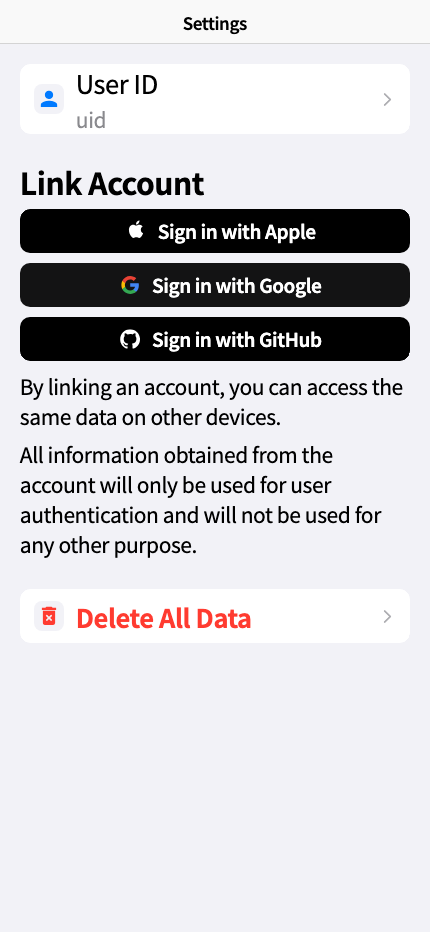 Settings
User ID
uid
Link Account
Sign in with Apple
Sign in with Google
Sign in with GitHub
By linking an account, you can access the
same data on other devices.
All information obtained from the
account will only be used for user
authentication and will not be used for
any other purpose.
Delete All Data